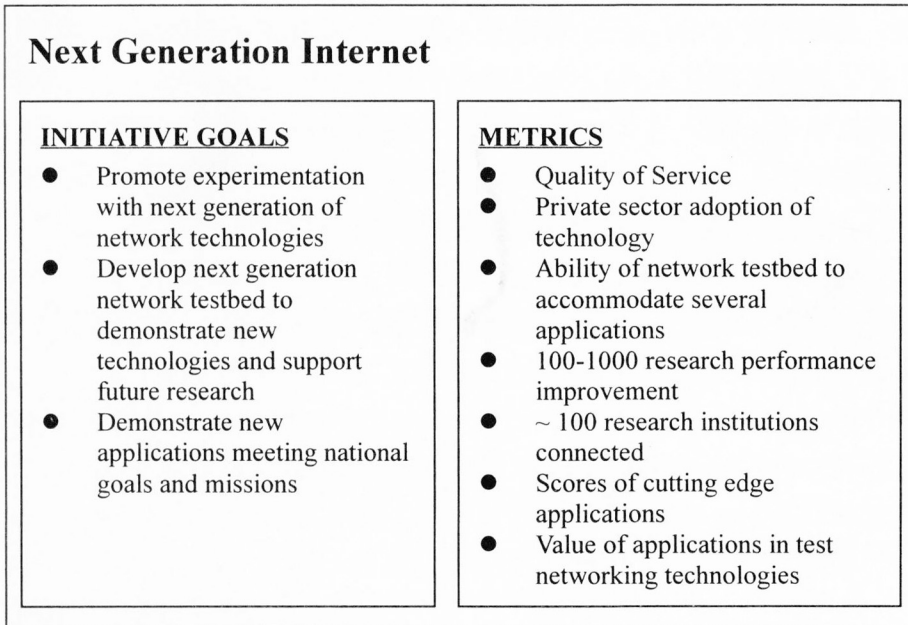 Next Generation Internet
INITIATIVE GOALS
● Promote experimentation
with next generation of
network technologies
● Develop next generation
network testbed to
demonstrate new
technologies and support
future research
● Demonstrate new
applications meeting national
goals and missions
METRICS
● Quality of Service
● Private sector adoption of
technology
● Ability of network testbed to
accommodate several
applications
● 100-1000 research performance
improvement
● ~ 100 research institutions
connected
● Scores of cutting edge
applications
● Value of applications in test
networking technologies